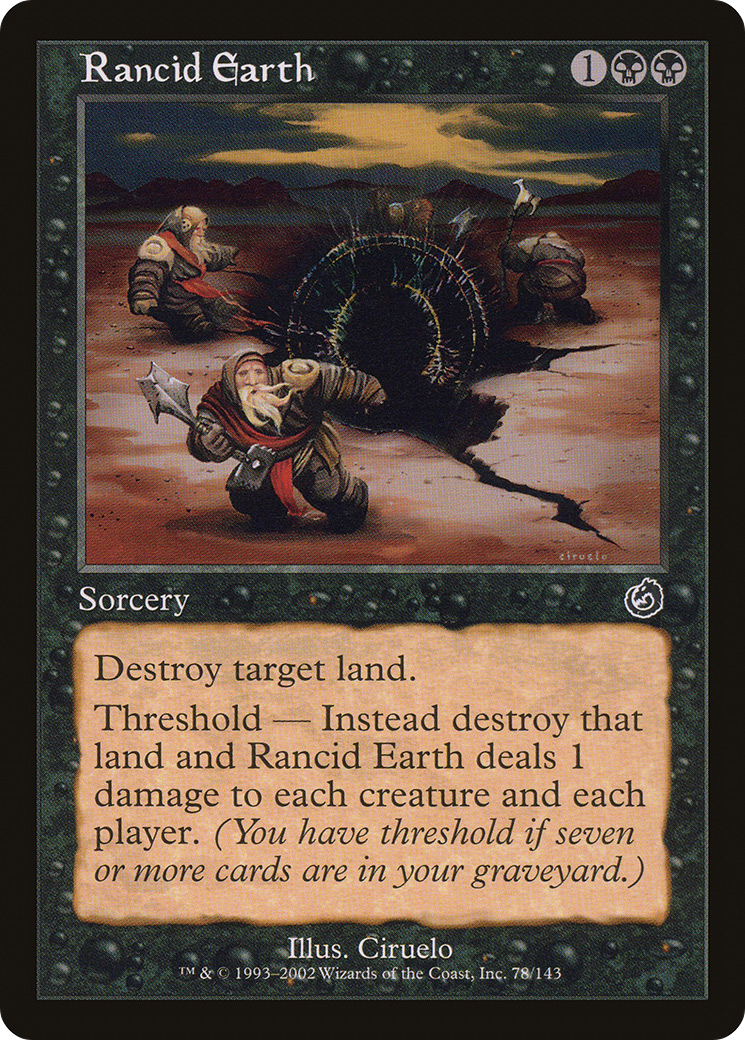 Rancid Earth 1
ciruelo
Sorcery
Destroy target land.
Threshold — Instead destroy that
land and Rancid Earth deals 1
damage to each creature and each
player. (You have threshold if seven
or more cards are in your graveyard.)
Illus. Ciruelo
™ & © 1993–2002 Wizards of the Coast, Inc. 78/143